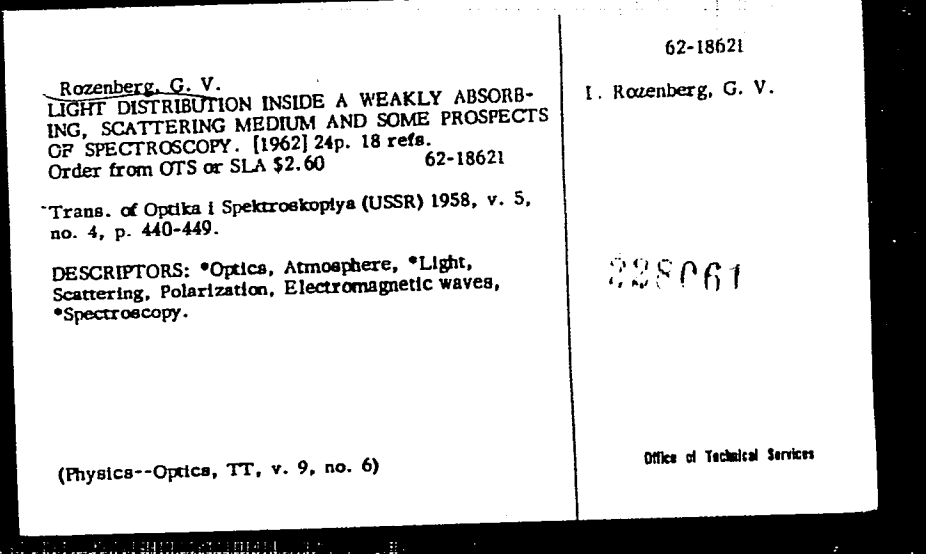 62-18621
Rozenberg, G. V.
LIGHT DISTRIBUTION INSIDE A WEAKLY ABSORB-
ING, SCATTERING MEDIUM AND SOME PROSPECTS
OF SPECTROSCOPY. [1962] 24p. 18 refs.
Order from OTS or SLA $2.60 62-18621
Trans. of Optika i Spektroskopiya (USSR) 1958, v. 5,
no. 4, p. 440-449.
DESCRIPTORS: *Optics, Atmosphere, *Light,
Scattering, Polarization, Electromagnetic waves,
*Spectroscopy.
(Physics--Optics, TT, v. 9, no. 6)
I. Rozenberg, G. V.
228061
Office of Technical Services